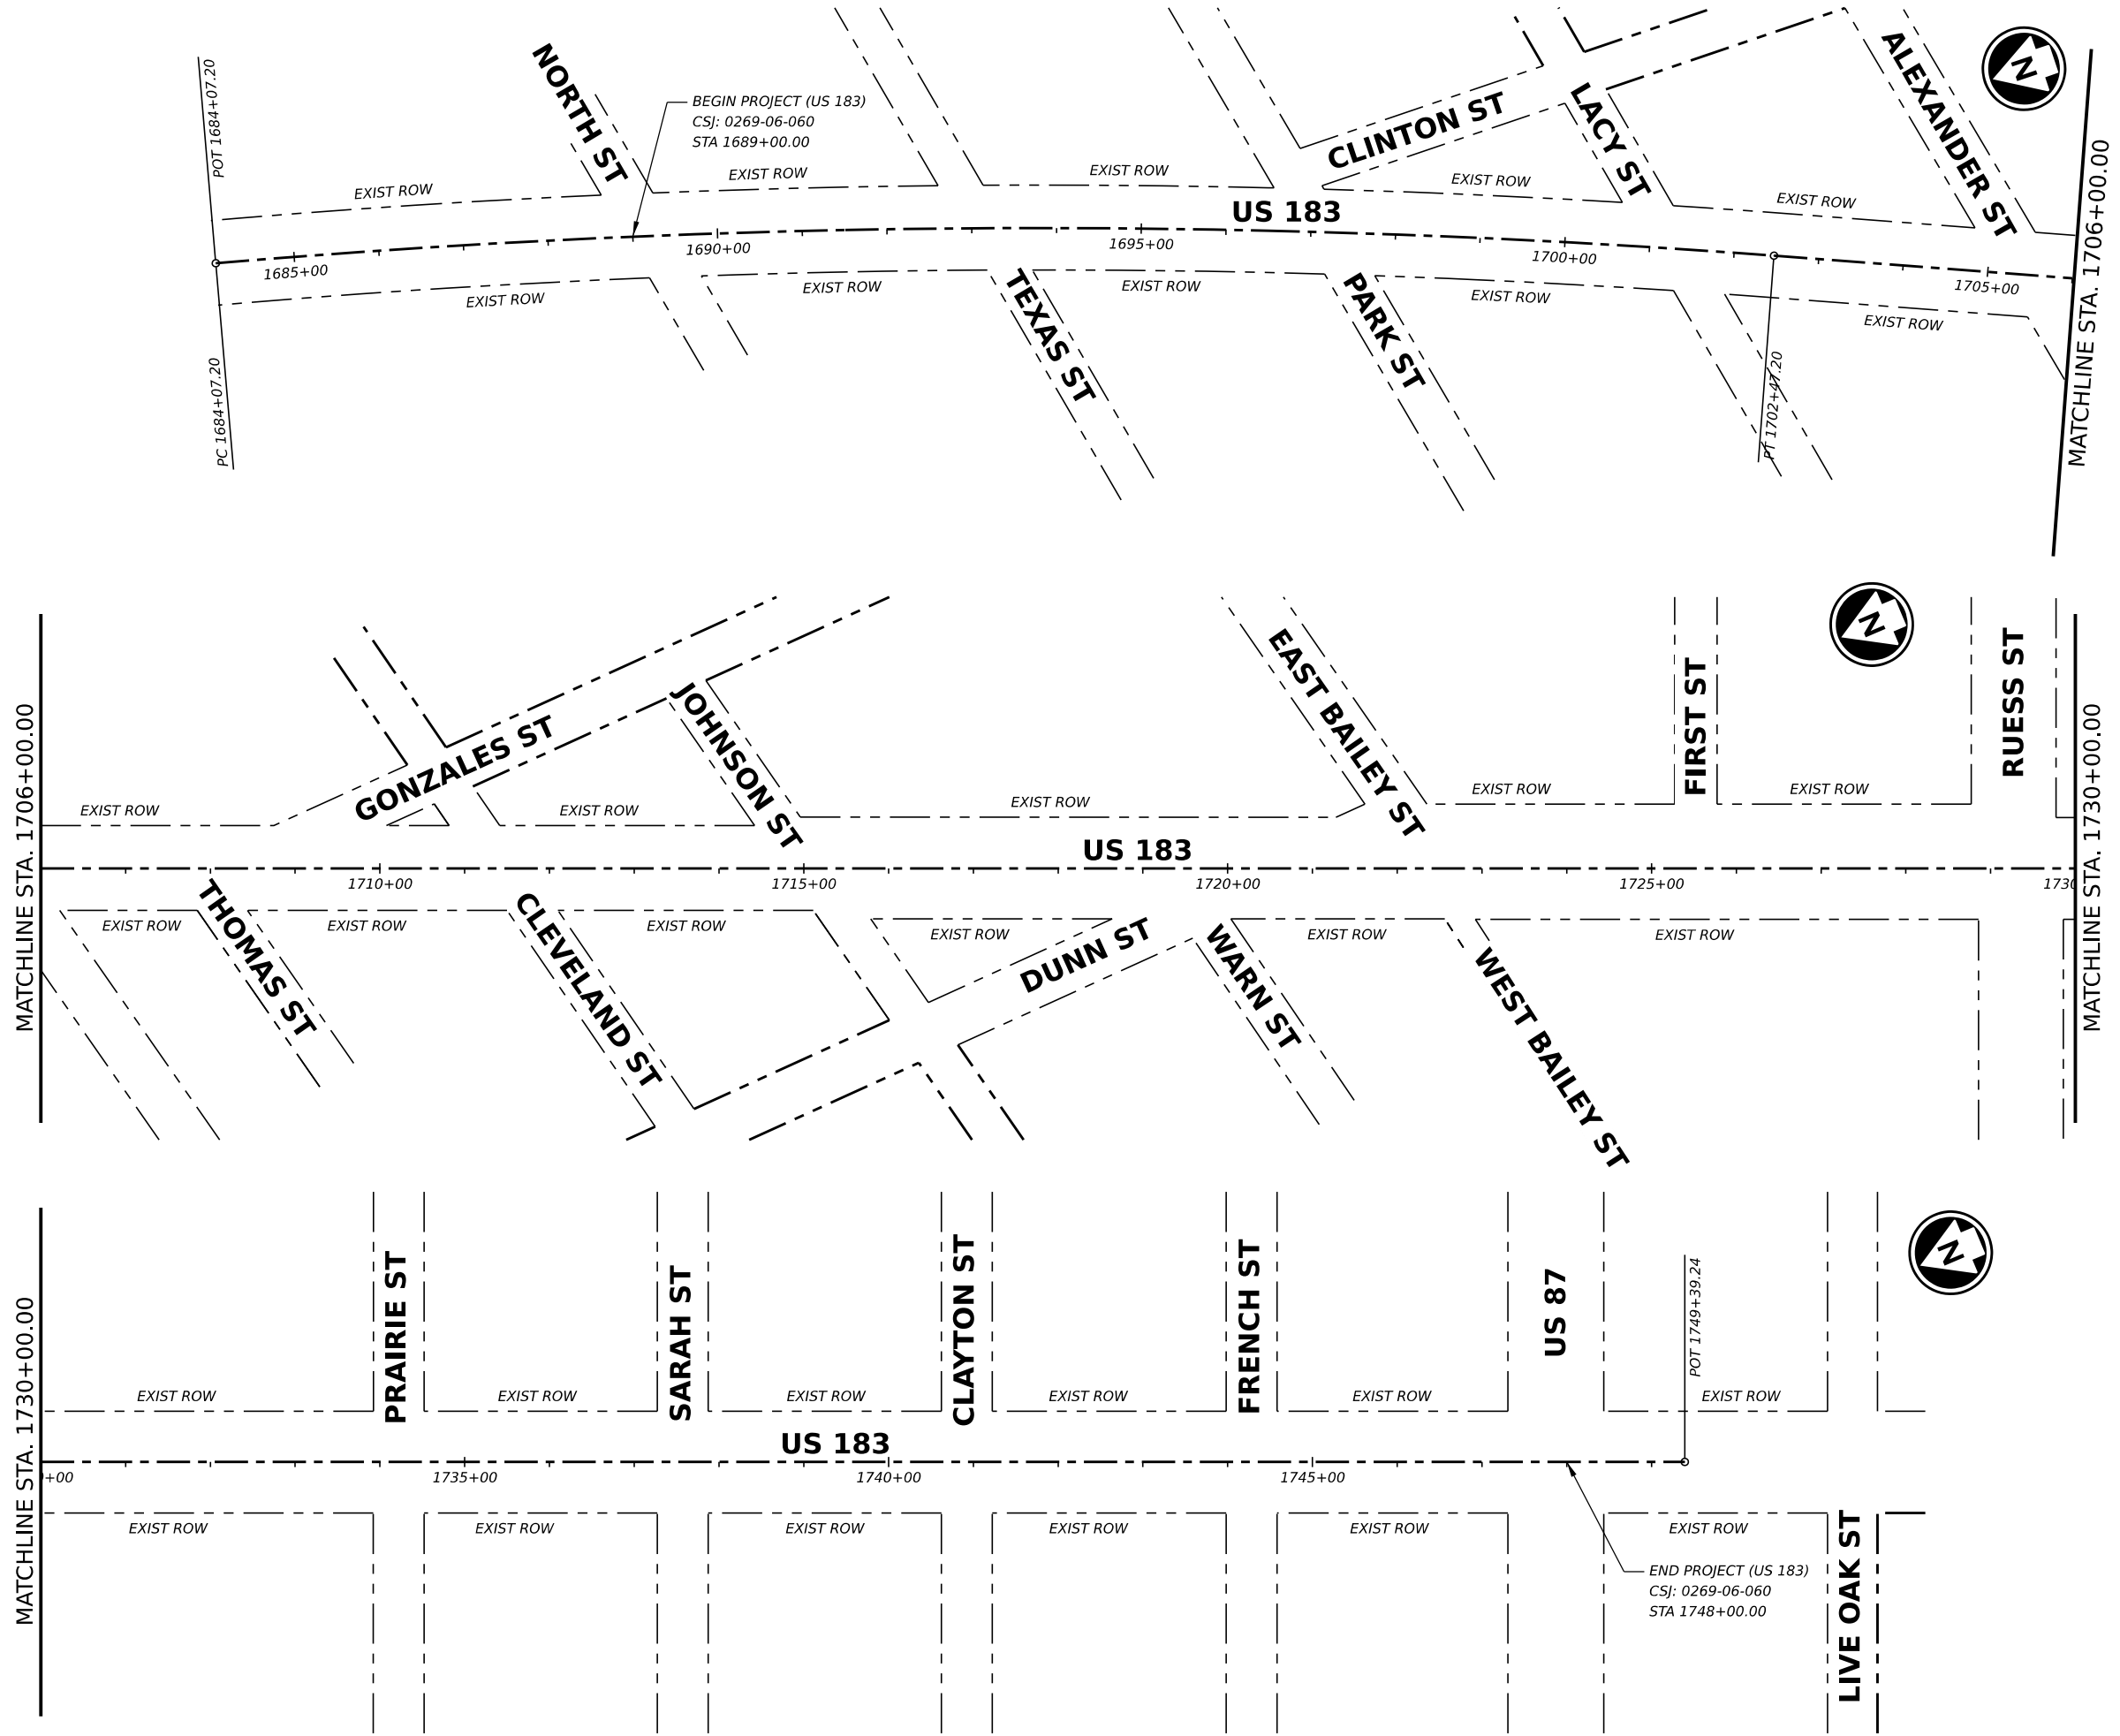 POT 1684+07.20
PC 1684+07.20
NORTH ST
BEGIN PROJECT (US 183)
CSJ: 0269-06-060
STA 1689+00.00
CLINTON ST
LACY ST
ALEXANDER ST
N
MATCHLINE STA. 1706+00.00
EXIST ROW
EXIST ROW
EXIST ROW
EXIST ROW
EXIST ROW
US 183
1685+00
1690+00
1695+00
1700+00
1705+00
EXIST ROW
EXIST ROW
EXIST ROW
EXIST ROW
EXIST ROW
TEXAS ST
PARK ST
PT 1702+47.20
MATCHLINE STA. 1706+00.00
GONZALES ST
JOHNSON ST
EAST BAILEY ST
FIRST ST
N
RUESS ST
MATCHLINE STA. 1730+00.00
EXIST ROW
EXIST ROW
EXIST ROW
EXIST ROW
EXIST ROW
US 183
1710+00
1715+00
1720+00
1725+00
1730
EXIST ROW
EXIST ROW
EXIST ROW
EXIST ROW
EXIST ROW
EXIST ROW
THOMAS ST
CLEVELAND ST
DUNN ST
WARN ST
WEST BAILEY ST
MATCHLINE STA. 1730+00.00
PRAIRIE ST
SARAH ST
CLAYTON ST
FRENCH ST
US 87
POT 1749+39.24
N
EXIST ROW
EXIST ROW
EXIST ROW
EXIST ROW
EXIST ROW
EXIST ROW
US 183
+00
1735+00
1740+00
1745+00
EXIST ROW
EXIST ROW
EXIST ROW
EXIST ROW
EXIST ROW
EXIST ROW
END PROJECT (US 183)
CSJ: 0269-06-060
STA 1748+00.00
LIVE OAK ST